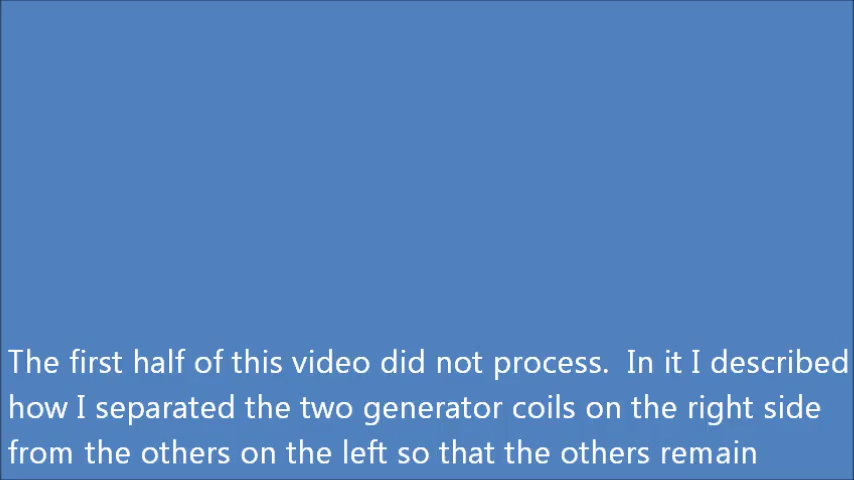 The first half of this video did not process.  In it I described
how I separated the two generator coils on the right side
from the others on the left so that the others remain